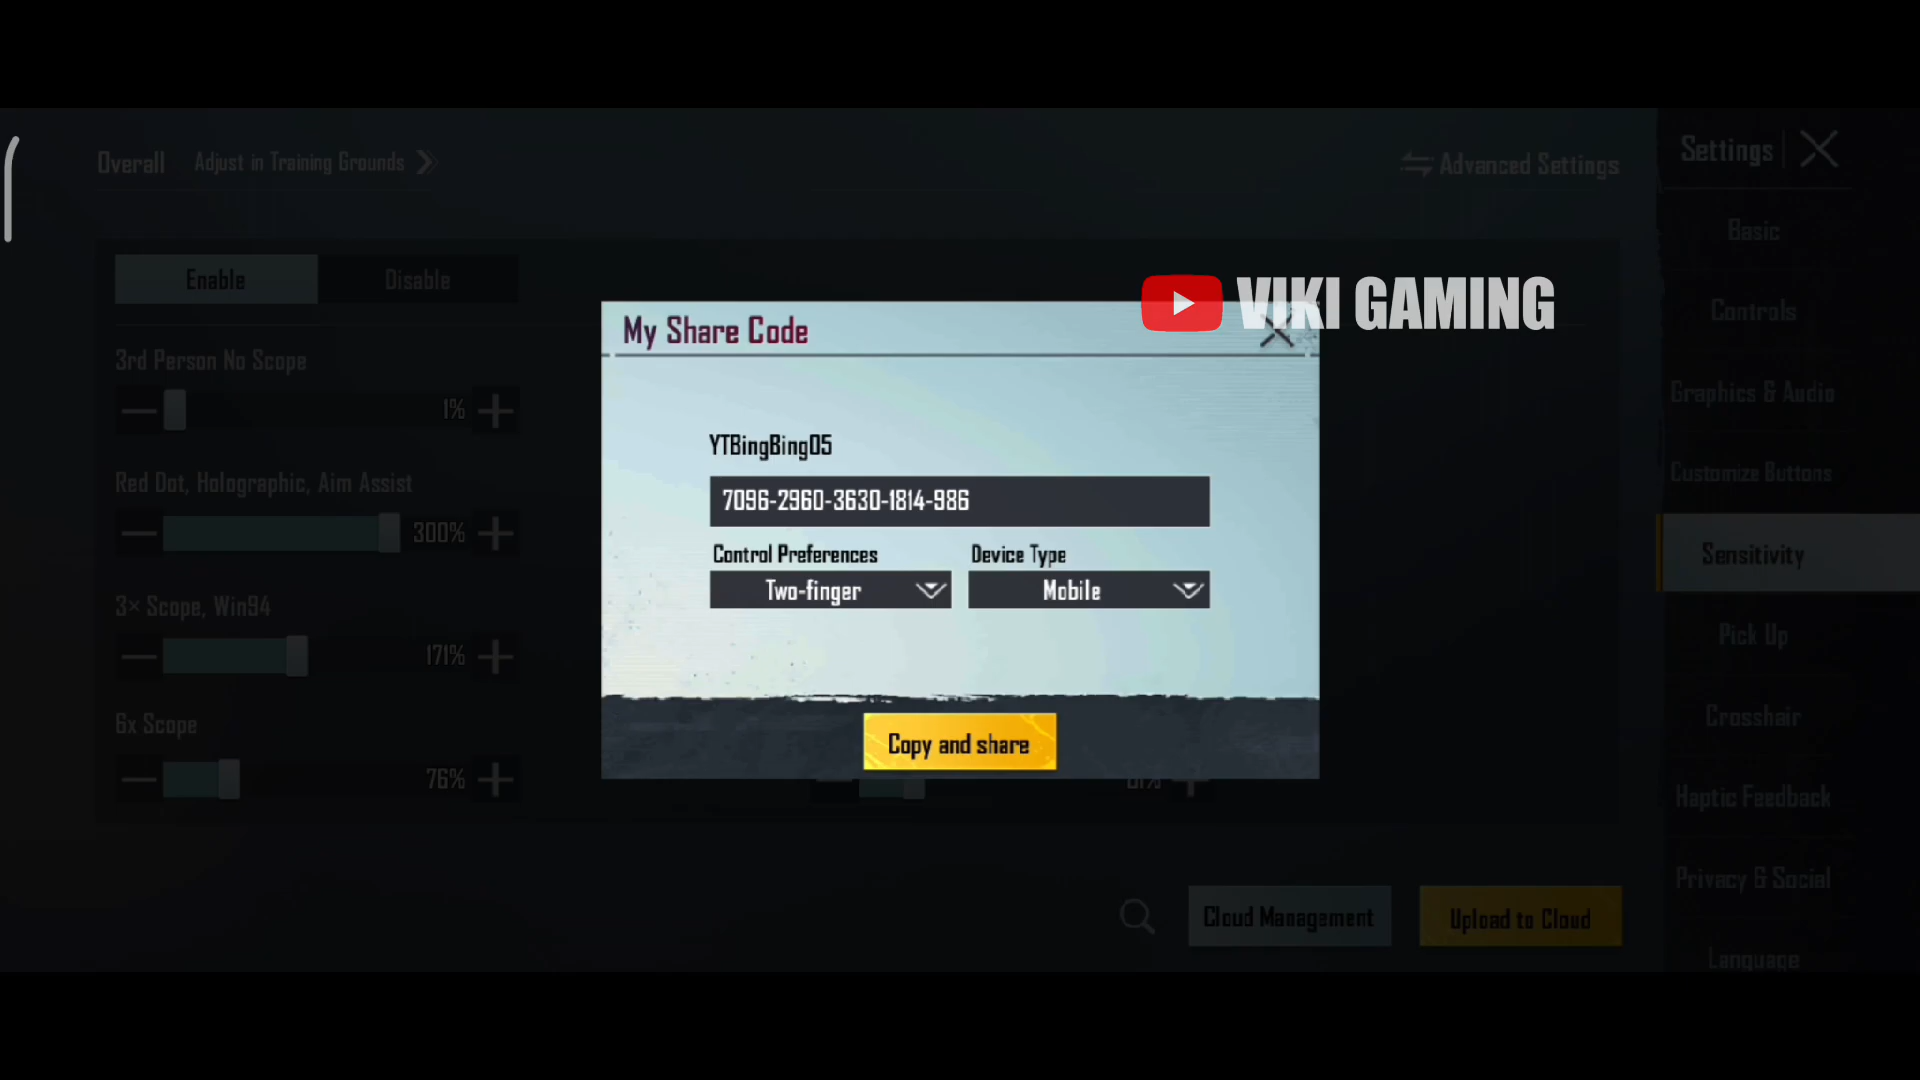 Overall
Adjust in Training Grounds
Advanced Settings
Settings
Basic
Enable
Disable
VIKI GAMING
Controls
My Share Code
3rd Person No Scope
1%
Graphics & Audio
YTBingBing05
Customize Buttons
Red Dot, Holographic, Aim Assist
7096-2960-3630-1814-986
300%
Control Preferences
Device Type
Sensitivity
Two-finger
Mobile
3× Scope, Win94
Pick Up
171%
6x Scope
Crosshair
Copy and share
76%
Haptic Feedback
Privacy & Social
Cloud Management
Upload to Cloud
Language